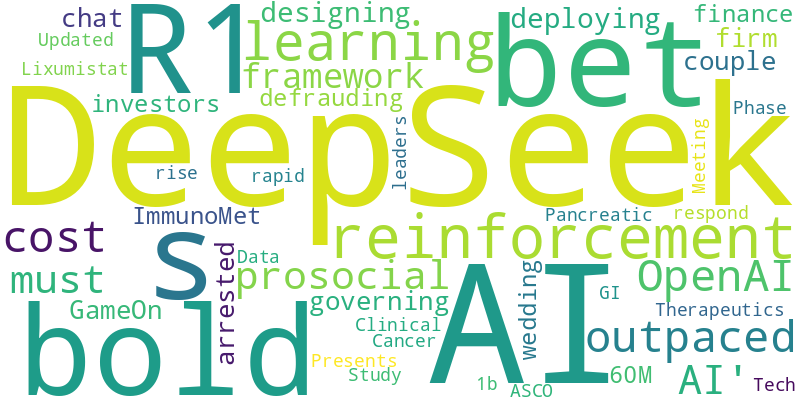 chat
R1
designing
deploying
finance
Updated
learning
bet
firm
Lixumistat
framework
couple
investors
defrauding
DeepSeek
Phase
leaders
Meeting
rise
rapid
ImmunoMet
Pancreatic
respond
cost
s
reinforcement
arrested
Data
must
prosocial
AI
wedding
GI
OpenAI
GameOn
bold
governing
Therapeutics
Clinical
outpaced
Cancer
Presents
Study
1b
ASCO
60M
AI'
Tech